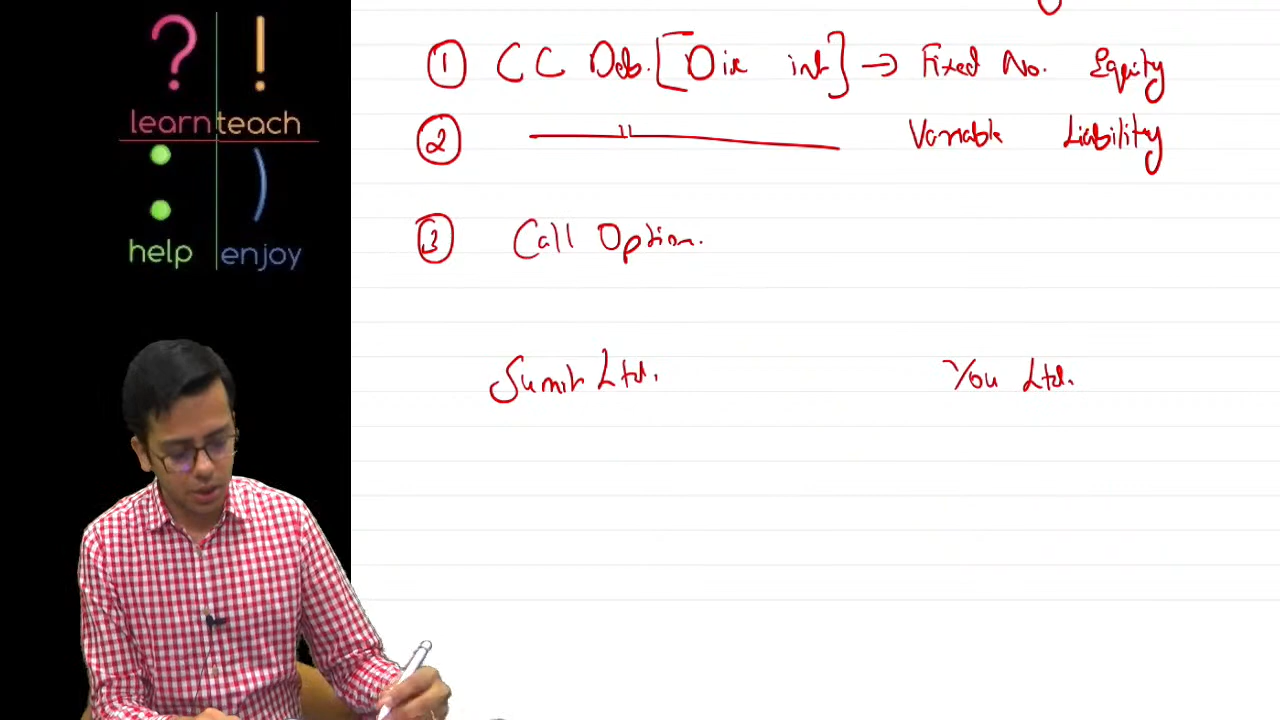 ? !
learn teach
help enjoy
① CC Deb. [Dis int] → Fixed No. Equity
② —— " —— Variable Liability
③ Call Option.
Sumit Ltd. You Ltd.